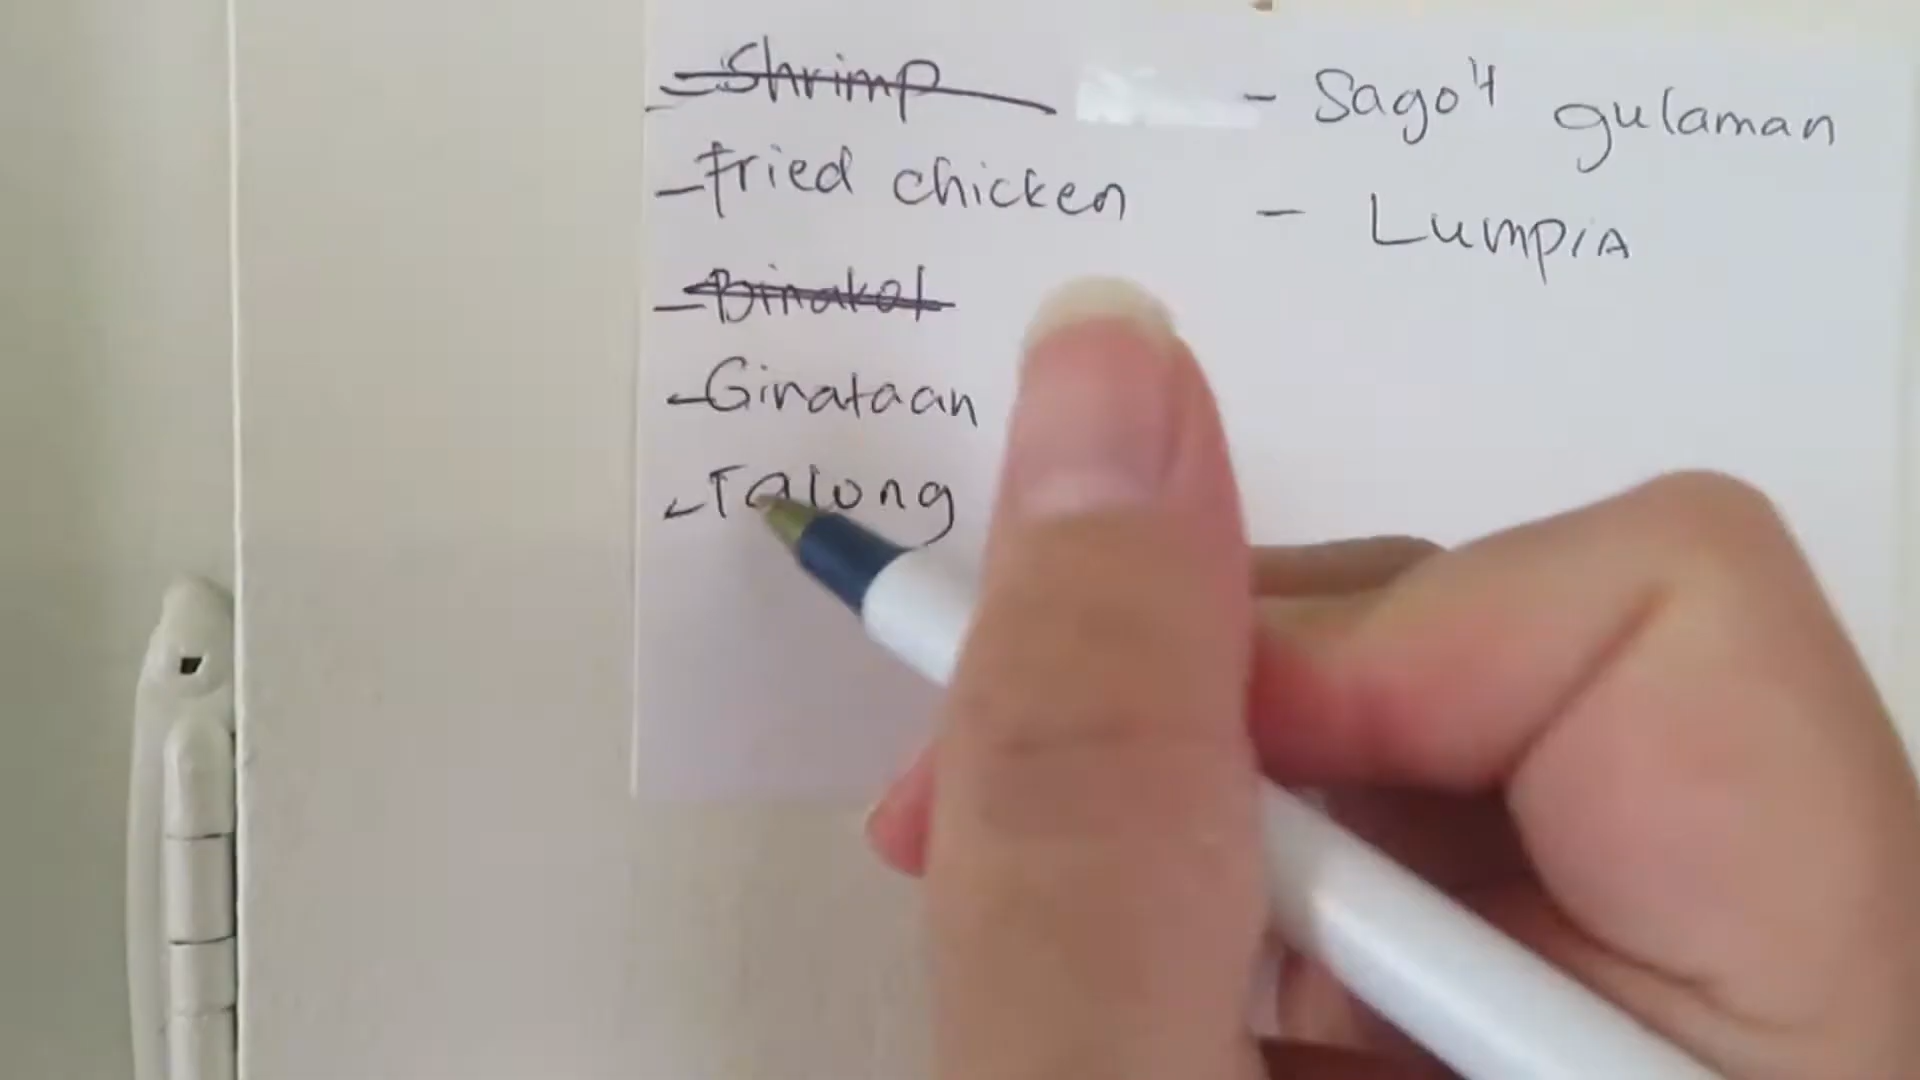 - Shrimp
- Fried chicken
- Binakol
- Ginataan
- Talong
- Sago't gulaman
- Lumpia